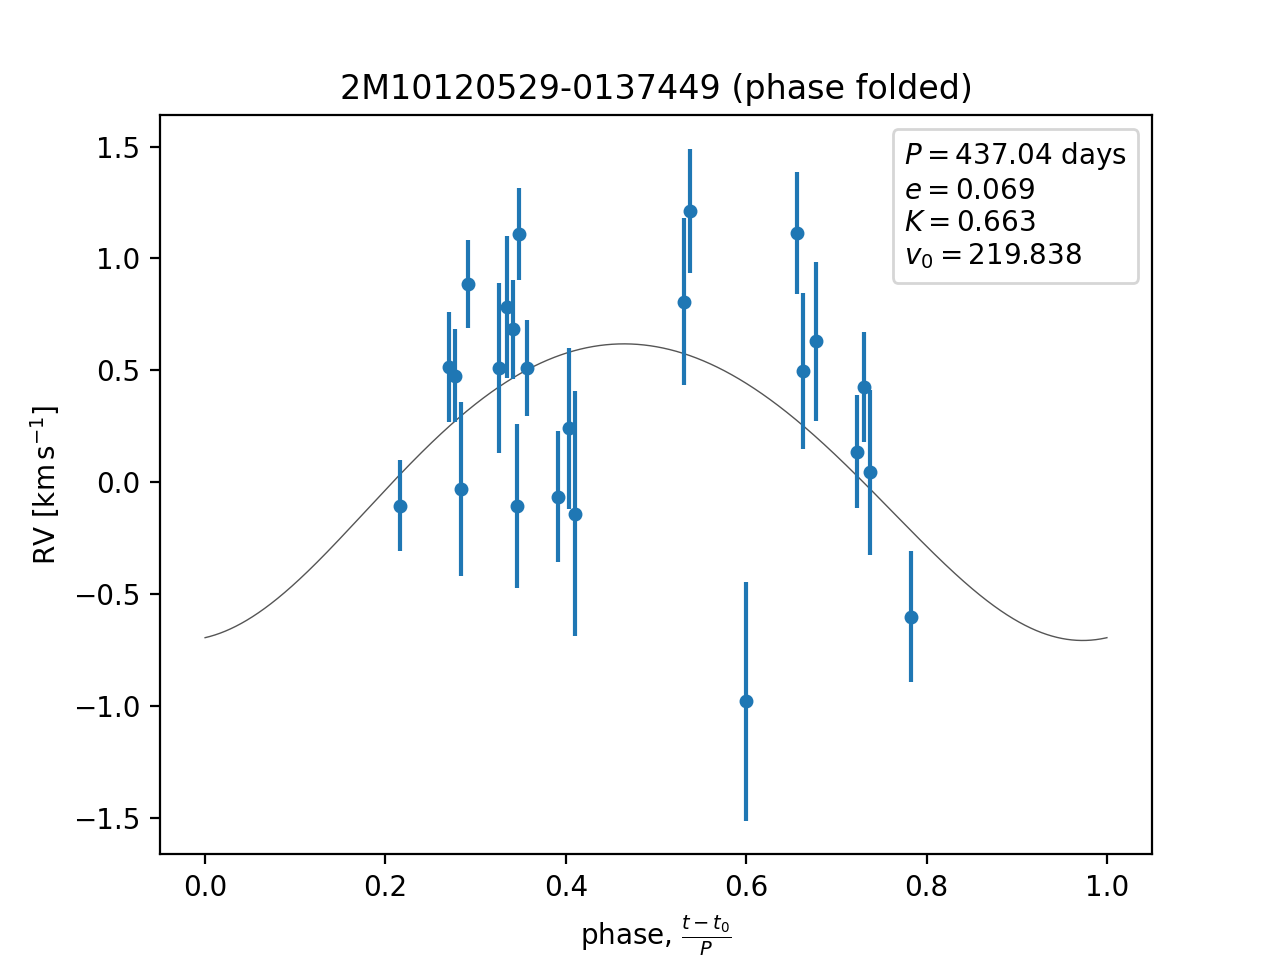 2M10120529-0137449 (phase folded)
P = 437.04 days
e = 0.069
K = 0.663
v₀ = 219.838
1.5
1.0
0.5
0.0
−0.5
−1.0
−1.5
RV [km s⁻¹]
0.0 0.2 0.4 0.6 0.8 1.0
phase, (t − t₀)/P